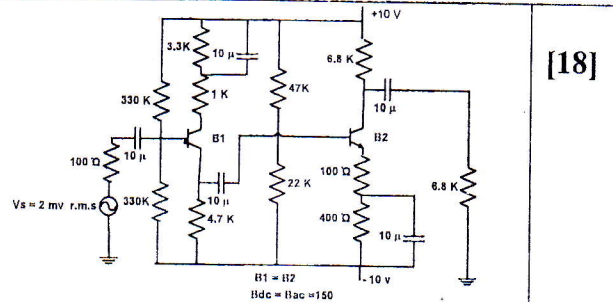 +10 V
[18]
3.3K
10 μ
6.8 K
330 K
1 K
47K
10 μ
B1
B2
100 Ω
10 μ
100 Ω
6.8 K
Vs = 2 mv r.m.s
330K
10 μ
4.7 K
22 K
400 Ω
10 μ
-10 v
B1 = B2
Bdc = Bac =150